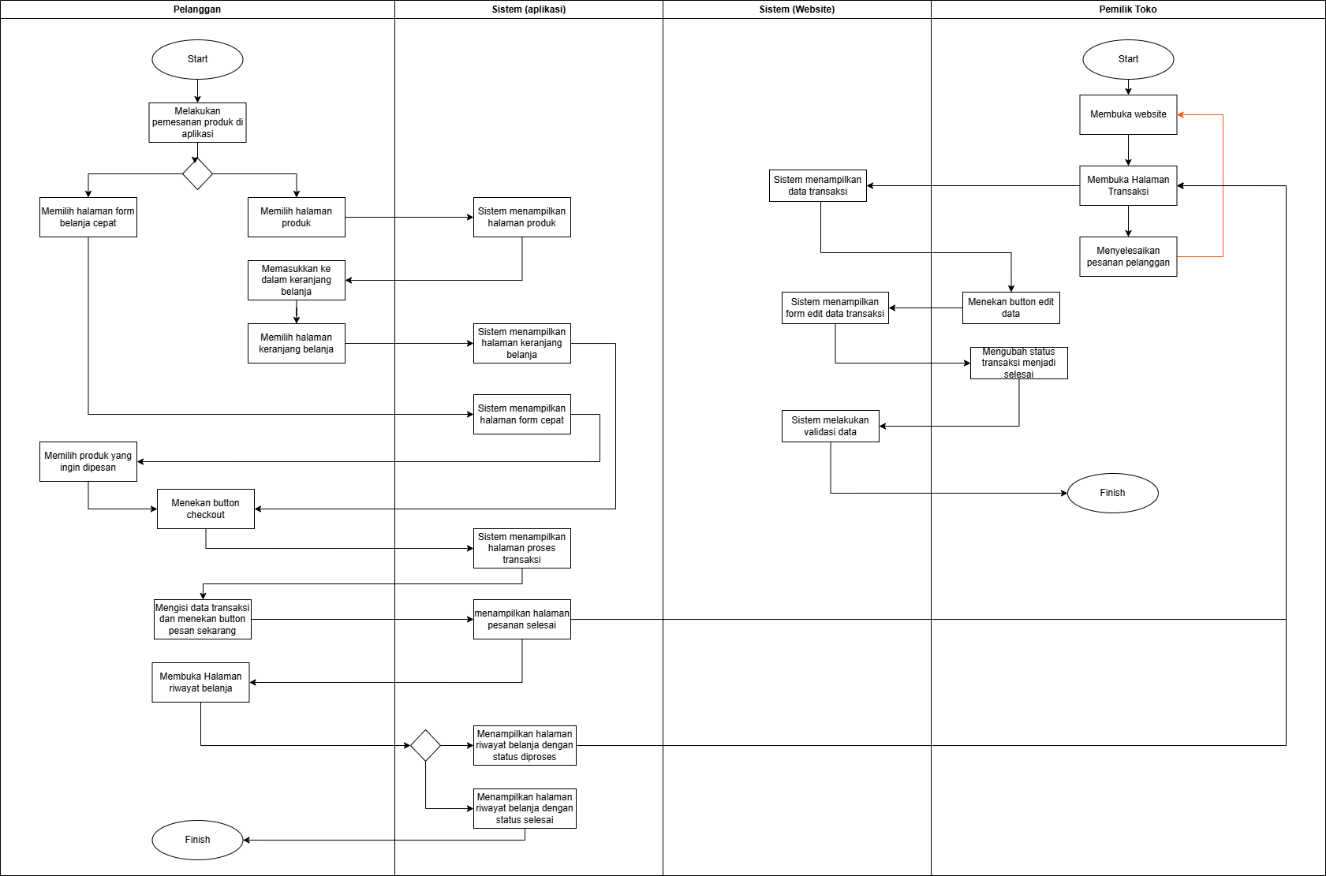 Pelanggan
Sistem (aplikasi)
Sistem (Website)
Pemilik Toko
Start
Melakukan
pemesanan produk di
aplikasi
Memilih halaman form
belanja cepat
Memilih halaman
produk
Sistem menampilkan
halaman produk
Memasukkan ke
dalam keranjang
belanja
Memilih halaman
keranjang belanja
Sistem menampilkan
halaman keranjang
belanja
Sistem menampilkan
halaman form cepat
Memilih produk yang
ingin dipesan
Menekan button
checkout
Sistem menampilkan
halaman proses
transaksi
Mengisi data transaksi
dan menekan button
pesan sekarang
menampilkan halaman
pesanan selesai
Membuka Halaman
riwayat belanja
Menampilkan halaman
riwayat belanja dengan
status diproses
Menampilkan halaman
riwayat belanja dengan
status selesai
Finish
Start
Membuka website
Membuka Halaman
Transaksi
Menyelesaikan
pesanan pelanggan
Sistem menampilkan
data transaksi
Menekan button edit
data
Sistem menampilkan
form edit data transaksi
Mengubah status
transaksi menjadi
selesai
Sistem melakukan
validasi data
Finish